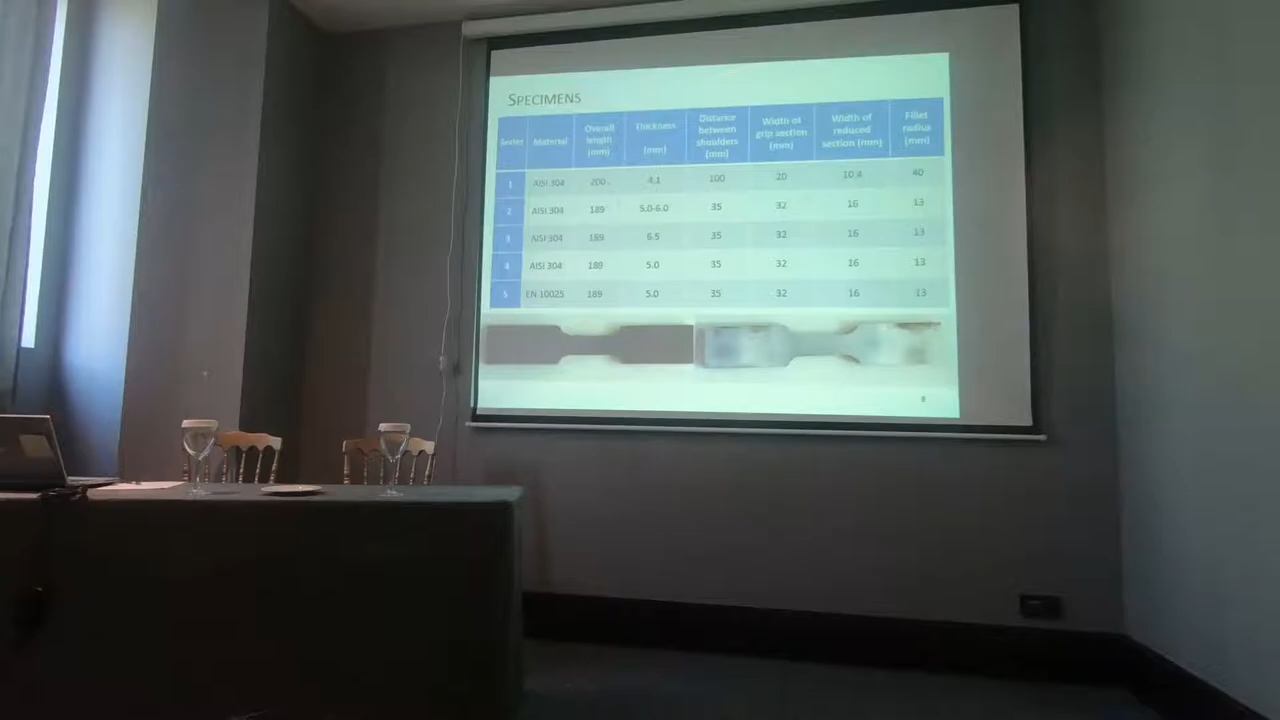 SPECIMENS
Series Material Overall length (mm) Thickness (mm) Distance between shoulders (mm) Width of grip section (mm) Width of reduced section (mm) Fillet radius (mm)
1 AISI 304 200 4.1 100 20 10.4 40
2 AISI 304 189 5.0-6.0 35 32 16 13
3 AISI 304 189 6.5 35 32 16 13
4 AISI 304 189 5.0 35 32 16 13
5 EN 10025 189 5.0 35 32 16 13